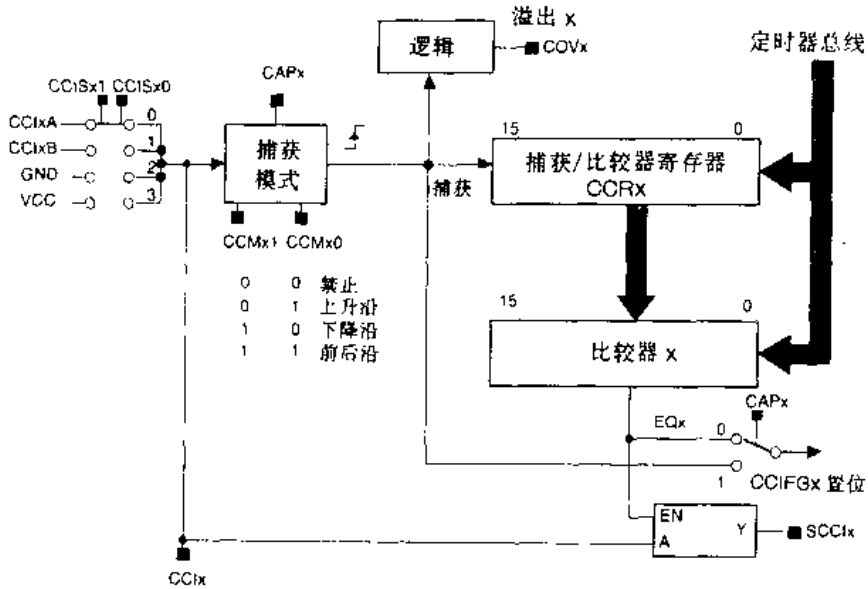 溢出 x
逻辑
COVx
定时器总线
CCISx1 CCISx0
CAPx
CCIxA 0
CCIxB 1
GND 2
VCC 3
捕获
模式
捕获
15 0
捕获/比较器寄存器
CCRx
CCMx1 CCMx0
0 0 禁止
0 1 上升沿
1 0 下降沿
1 1 前后沿
15 0
比较器 x
CAPx
EQx 0
1 CCIFGx 置位
EN
A
Y
SCCIx
CCIx